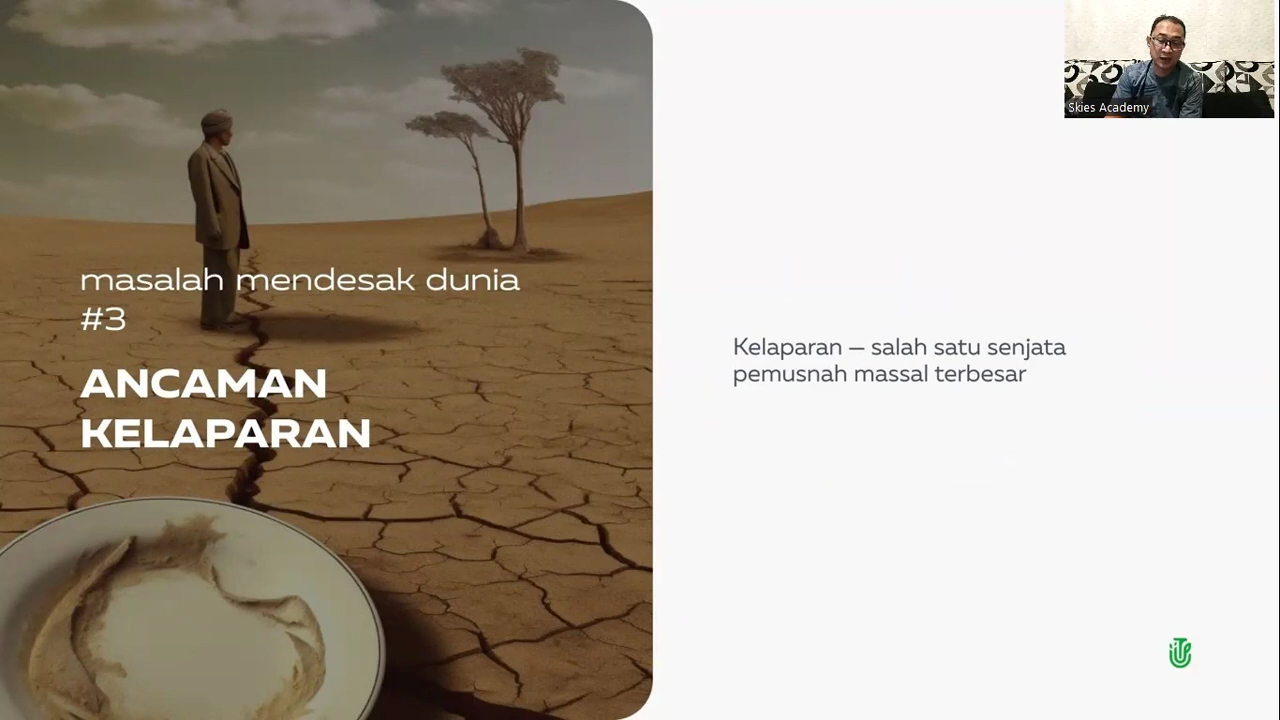 masalah mendesak dunia
#3
ANCAMAN
KELAPARAN
Kelaparan – salah satu senjata
pemusnah massal terbesar
Skies Academy